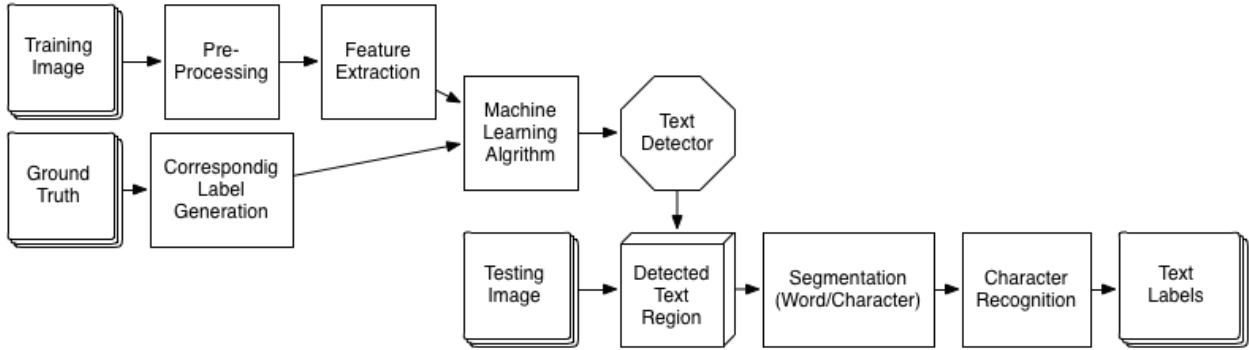 Training
Image
Pre-
Processing
Feature
Extraction
Machine
Learning
Algrithm
Text
Detector
Ground
Truth
Correspondig
Label
Generation
Testing
Image
Detected
Text
Region
Segmentation
(Word/Character)
Character
Recognition
Text
Labels